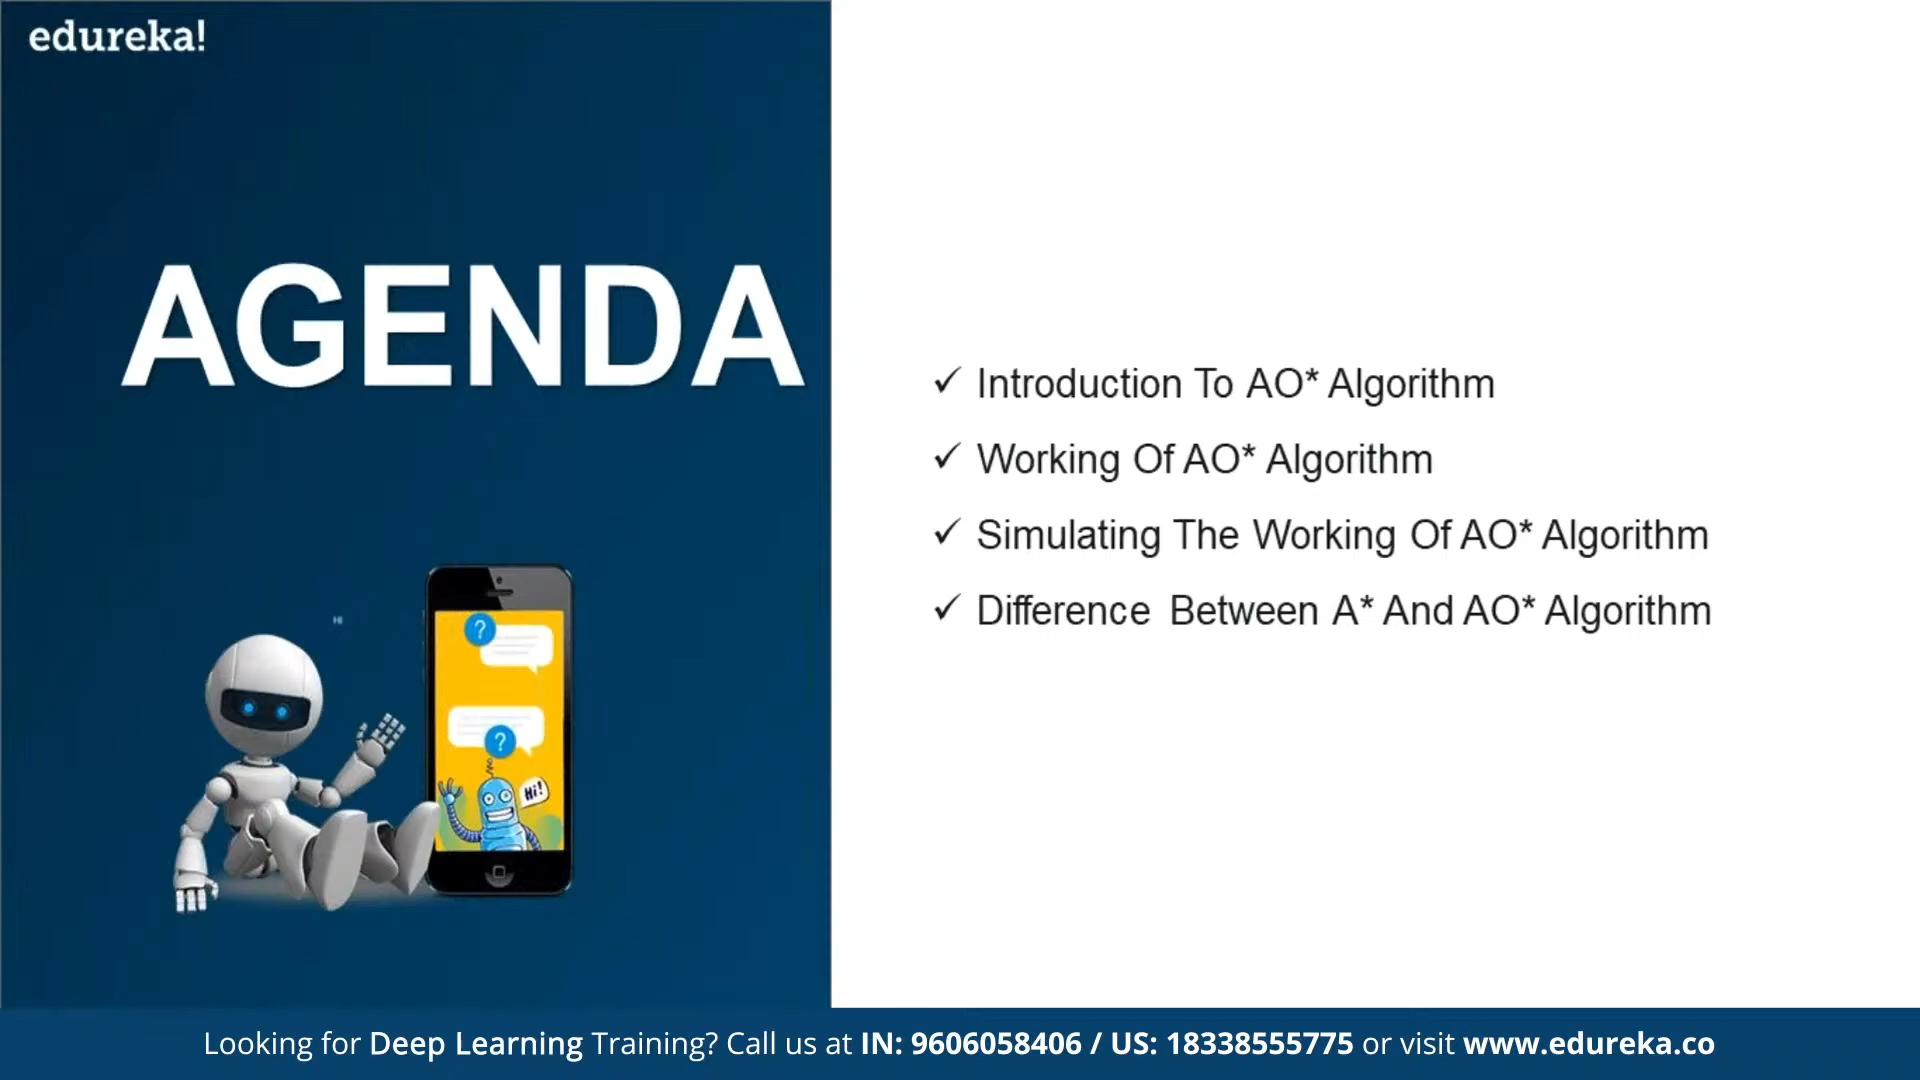 edureka!
AGENDA
✓ Introduction To AO* Algorithm
✓ Working Of AO* Algorithm
✓ Simulating The Working Of AO* Algorithm
✓ Difference Between A* And AO* Algorithm
HI
?
?
Hi!
Looking for Deep Learning Training? Call us at IN: 9606058406 / US: 18338555775 or visit www.edureka.co